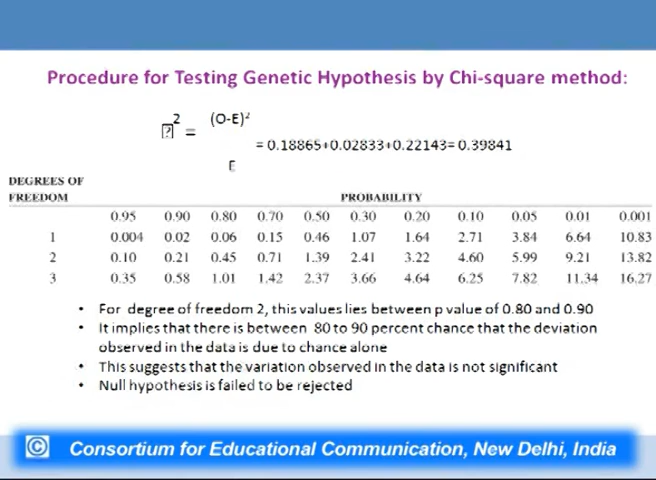 Procedure for Testing Genetic Hypothesis by Chi-square method:
2 (O-E)²
⍰ =
= 0.18865+0.02833+0.22143= 0.39841
E
DEGREES OF
FREEDOM PROBABILITY
0.95 0.90 0.80 0.70 0.50 0.30 0.20 0.10 0.05 0.01 0.001
1 0.004 0.02 0.06 0.15 0.46 1.07 1.64 2.71 3.84 6.64 10.83
2 0.10 0.21 0.45 0.71 1.39 2.41 3.22 4.60 5.99 9.21 13.82
3 0.35 0.58 1.01 1.42 2.37 3.66 4.64 6.25 7.82 11.34 16.27
• For degree of freedom 2, this values lies between p value of 0.80 and 0.90
• It implies that there is between 80 to 90 percent chance that the deviation
observed in the data is due to chance alone
• This suggests that the variation observed in the data is not significant
• Null hypothesis is failed to be rejected
© Consortium for Educational Communication, New Delhi, India